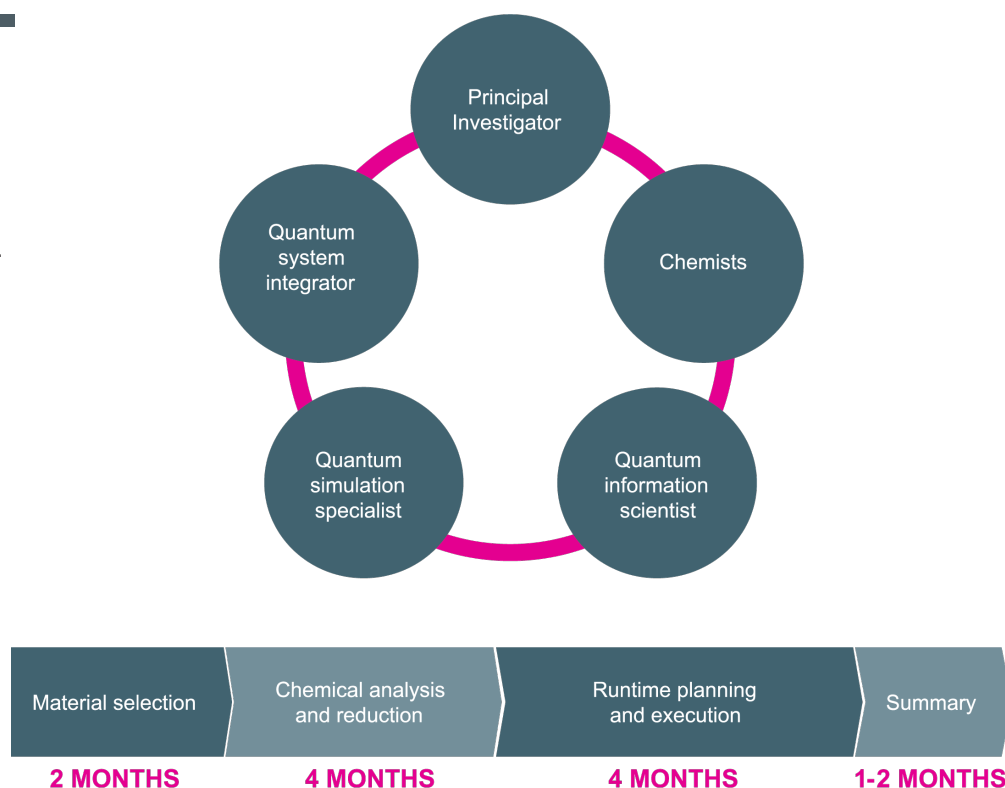 Principal
Investigator
Quantum
system
integrator
Chemists
Quantum
simulation
specialist
Quantum
information
scientist
Material selection
Chemical analysis
and reduction
Runtime planning
and execution
Summary
2 MONTHS
4 MONTHS
4 MONTHS
1-2 MONTHS